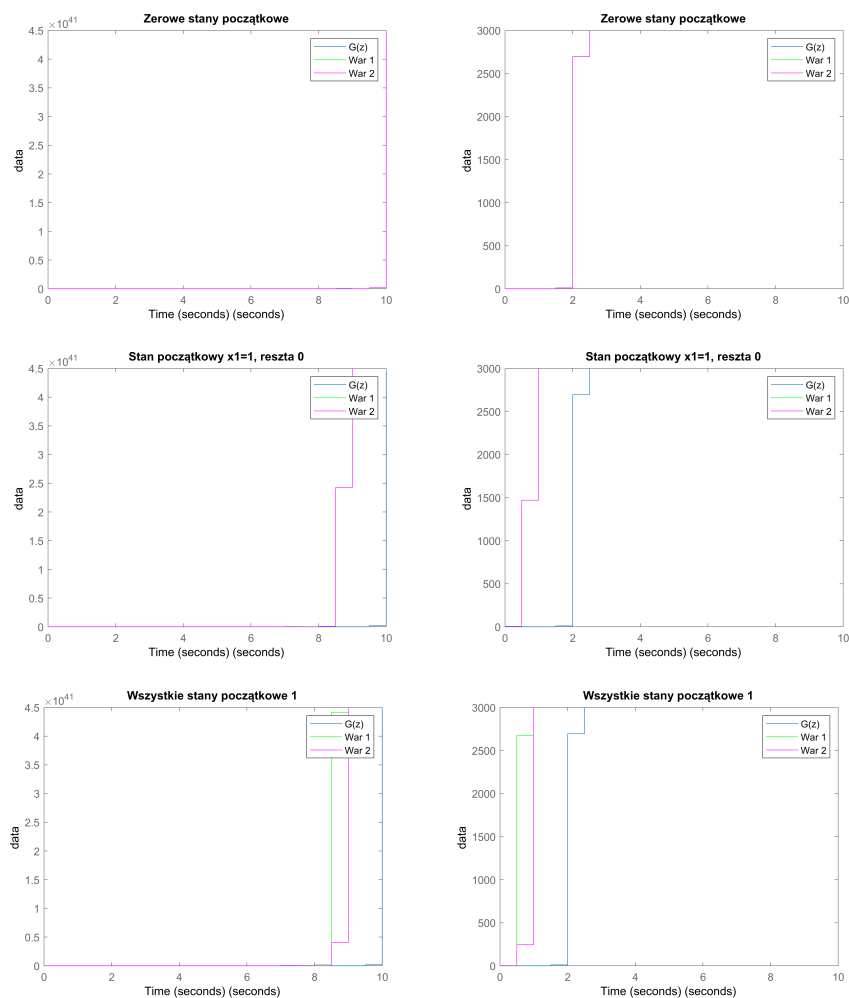 Zerowe stany początkowe
×10^41
4.5
4
3.5
3
2.5
2
1.5
1
0.5
0
data
0 2 4 6 8 10
Time (seconds) (seconds)
G(z)
War 1
War 2
Zerowe stany początkowe
3000
2500
2000
1500
1000
500
0
data
0 2 4 6 8 10
Time (seconds) (seconds)
G(z)
War 1
War 2
Stan początkowy x1=1, reszta 0
×10^41
4.5
4
3.5
3
2.5
2
1.5
1
0.5
0
data
0 2 4 6 8 10
Time (seconds) (seconds)
G(z)
War 1
War 2
Stan początkowy x1=1, reszta 0
3000
2500
2000
1500
1000
500
0
data
0 2 4 6 8 10
Time (seconds) (seconds)
G(z)
War 1
War 2
Wszystkie stany początkowe 1
×10^41
4.5
4
3.5
3
2.5
2
1.5
1
0.5
0
data
0 2 4 6 8 10
Time (seconds) (seconds)
G(z)
War 1
War 2
Wszystkie stany początkowe 1
3000
2500
2000
1500
1000
500
0
data
0 2 4 6 8 10
Time (seconds) (seconds)
G(z)
War 1
War 2